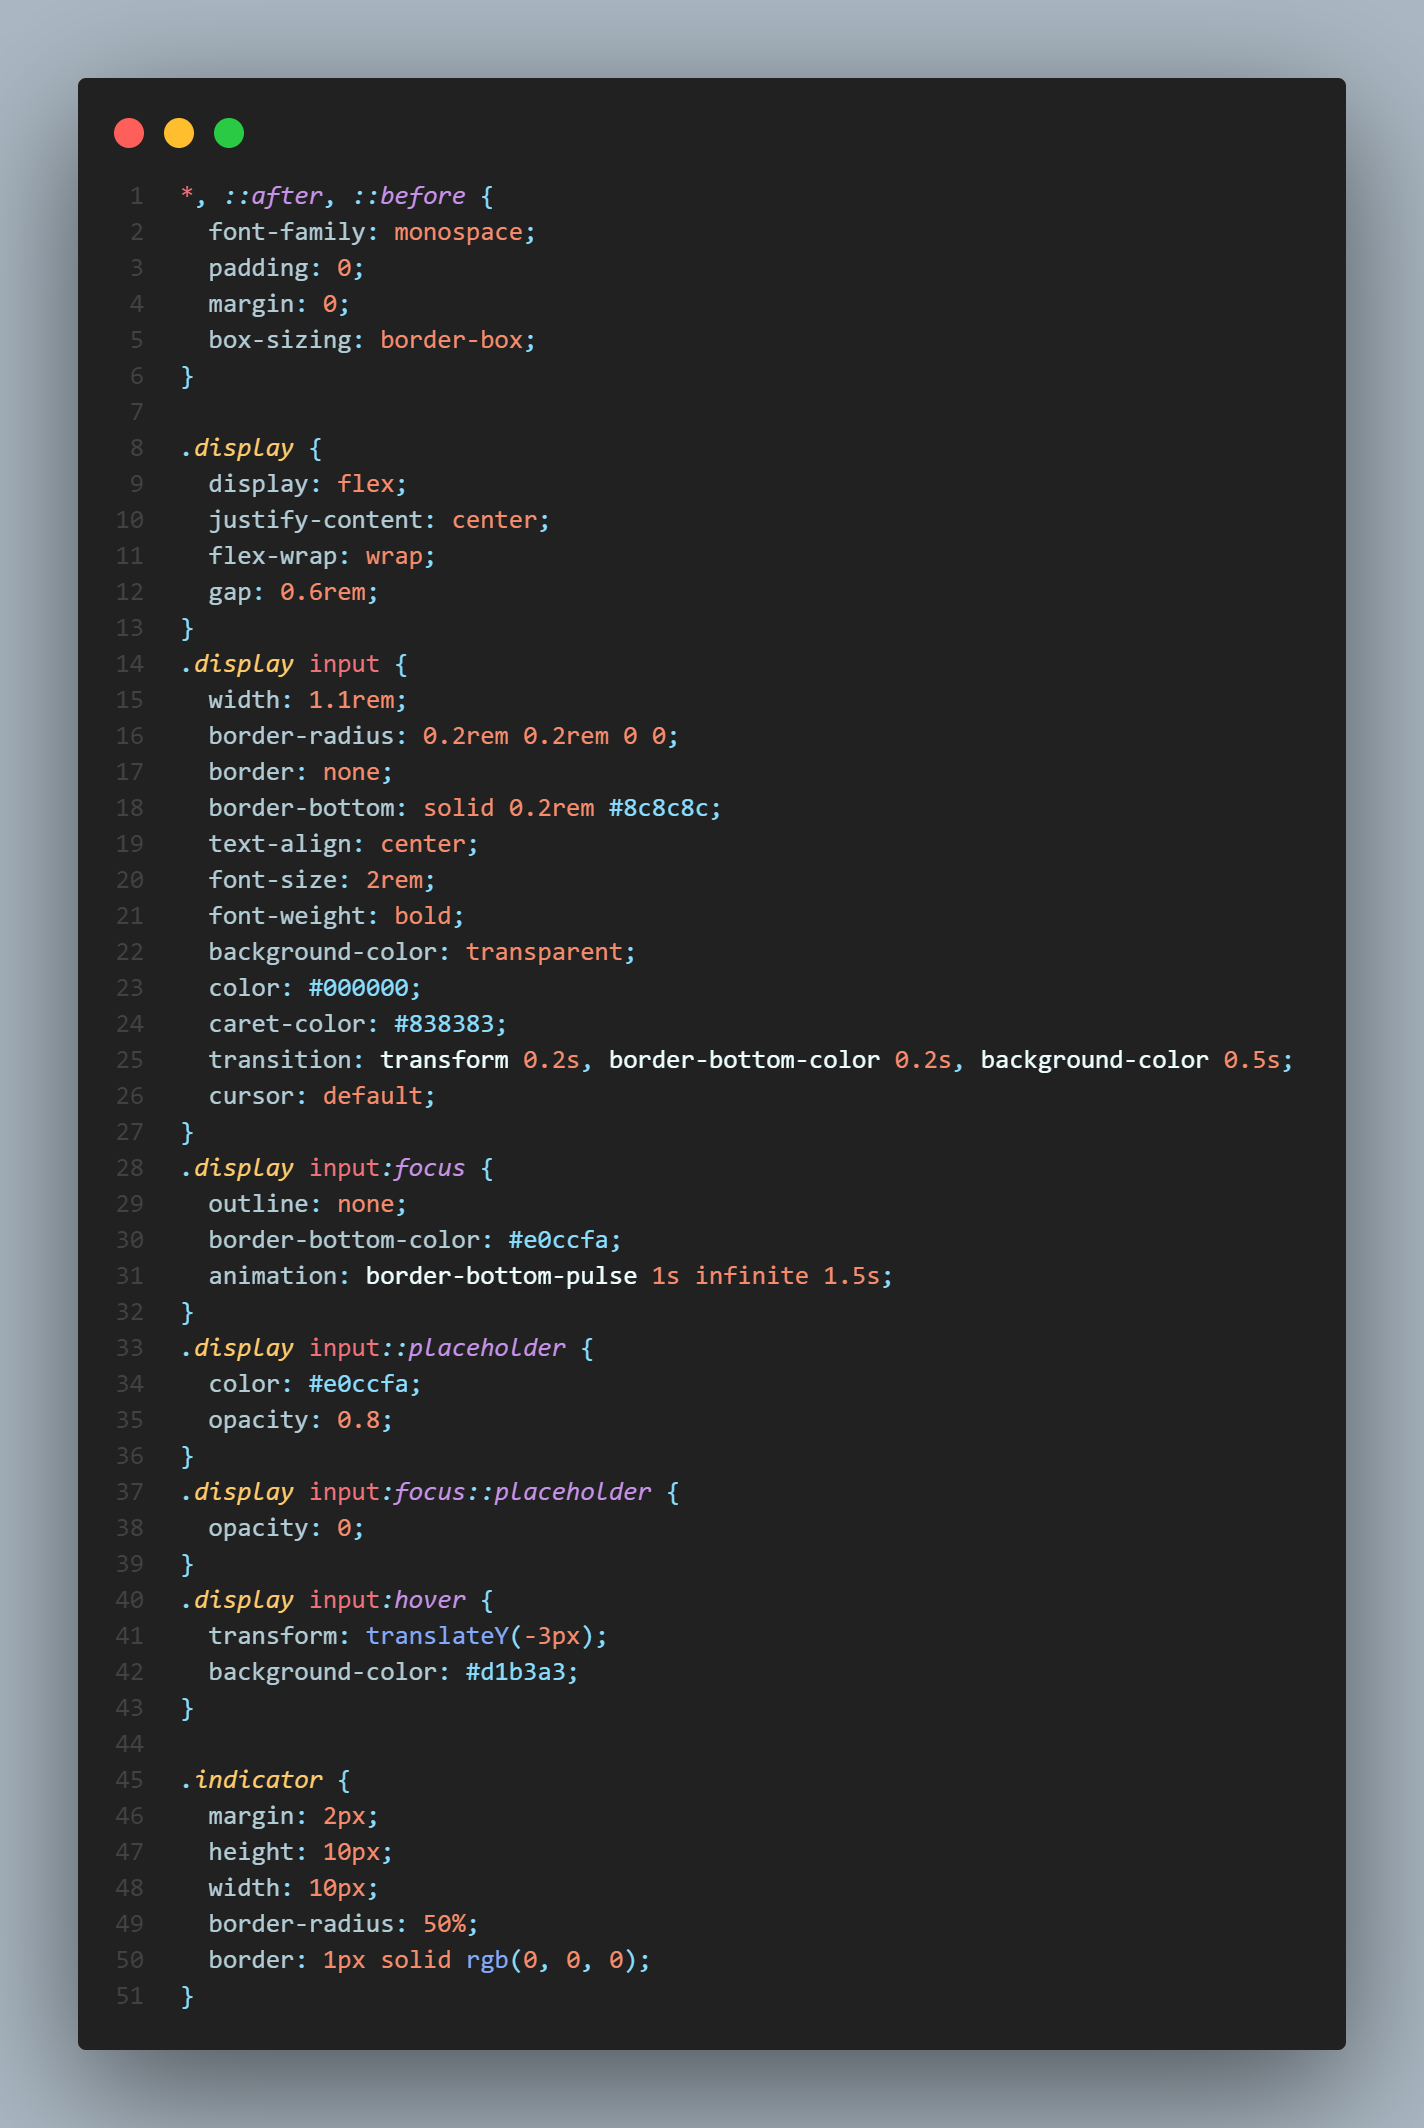 1 *, ::after, ::before {
2   font-family: monospace;
3   padding: 0;
4   margin: 0;
5   box-sizing: border-box;
6 }
7
8 .display {
9   display: flex;
10   justify-content: center;
11   flex-wrap: wrap;
12   gap: 0.6rem;
13 }
14 .display input {
15   width: 1.1rem;
16   border-radius: 0.2rem 0.2rem 0 0;
17   border: none;
18   border-bottom: solid 0.2rem #8c8c8c;
19   text-align: center;
20   font-size: 2rem;
21   font-weight: bold;
22   background-color: transparent;
23   color: #000000;
24   caret-color: #838383;
25   transition: transform 0.2s, border-bottom-color 0.2s, background-color 0.5s;
26   cursor: default;
27 }
28 .display input:focus {
29   outline: none;
30   border-bottom-color: #e0ccfa;
31   animation: border-bottom-pulse 1s infinite 1.5s;
32 }
33 .display input::placeholder {
34   color: #e0ccfa;
35   opacity: 0.8;
36 }
37 .display input:focus::placeholder {
38   opacity: 0;
39 }
40 .display input:hover {
41   transform: translateY(-3px);
42   background-color: #d1b3a3;
43 }
44
45 .indicator {
46   margin: 2px;
47   height: 10px;
48   width: 10px;
49   border-radius: 50%;
50   border: 1px solid rgb(0, 0, 0);
51 }